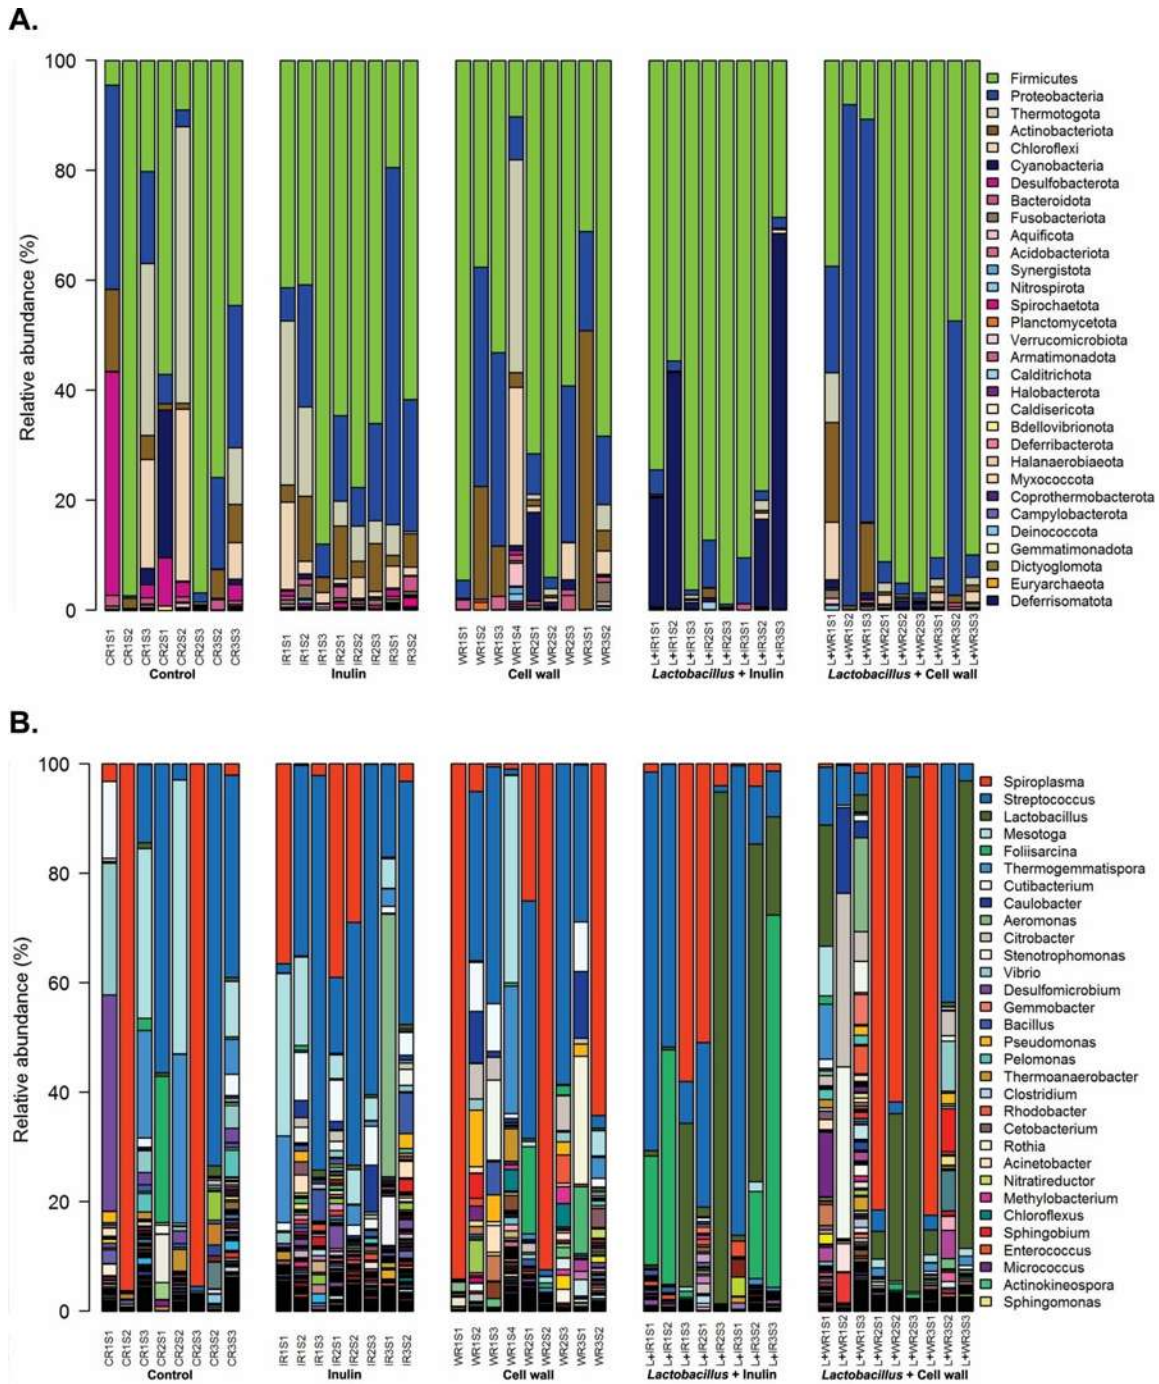 A.
Relative abundance (%)
100
80
60
40
20
0
CR1S1
CR1S2
CR1S3
CR2S1
CR2S2
CR2S3
CR3S2
CR3S3
Control
IR1S1
IR1S2
IR1S3
IR2S1
IR2S2
IR2S3
IR3S1
IR3S2
Inulin
WR1S1
WR1S2
WR1S3
WR1S4
WR2S1
WR2S2
WR2S3
WR3S1
WR3S2
Cell wall
L+IR1S1
L+IR1S2
L+IR1S3
L+IR2S1
L+IR2S3
L+IR3S1
L+IR3S2
L+IR3S3
Lactobacillus + Inulin
L+WR1S1
L+WR1S2
L+WR1S3
L+WR2S1
L+WR2S2
L+WR2S3
L+WR3S1
L+WR3S2
L+WR3S3
Lactobacillus + Cell wall
Firmicutes
Proteobacteria
Thermotogota
Actinobacteriota
Chloroflexi
Cyanobacteria
Desulfobacterota
Bacteroidota
Fusobacteriota
Aquificota
Acidobacteriota
Synergistota
Nitrospirota
Spirochaetota
Planctomycetota
Verrucomicrobiota
Armatimonadota
Calditrichota
Halobacterota
Caldisericota
Bdellovibrionota
Deferribacterota
Halanaerobiaeota
Myxococcota
Coprothermobacterota
Campylobacterota
Deinococcota
Gemmatimonadota
Dictyoglomota
Euryarchaeota
Deferrisomatota
B.
Relative abundance (%)
100
80
60
40
20
0
CR1S1
CR1S2
CR1S3
CR2S1
CR2S2
CR2S3
CR3S2
CR3S3
Control
IR1S1
IR1S2
IR1S3
IR2S1
IR2S2
IR2S3
IR3S1
IR3S2
Inulin
WR1S1
WR1S2
WR1S3
WR1S4
WR2S1
WR2S2
WR2S3
WR3S1
WR3S2
Cell wall
L+IR1S1
L+IR1S2
L+IR1S3
L+IR2S1
L+IR2S3
L+IR3S1
L+IR3S2
L+IR3S3
Lactobacillus + Inulin
L+WR1S1
L+WR1S2
L+WR1S3
L+WR2S1
L+WR2S2
L+WR2S3
L+WR3S1
L+WR3S2
L+WR3S3
Lactobacillus + Cell wall
Spiroplasma
Streptococcus
Lactobacillus
Mesotoga
Foliisarcina
Thermogemmatispora
Cutibacterium
Caulobacter
Aeromonas
Citrobacter
Stenotrophomonas
Vibrio
Desulfomicrobium
Gemmobacter
Bacillus
Pseudomonas
Pelomonas
Thermoanaerobacter
Clostridium
Rhodobacter
Cetobacterium
Rothia
Acinetobacter
Nitratireductor
Methylobacterium
Chloroflexus
Sphingobium
Enterococcus
Micrococcus
Actinokineospora
Sphingomonas